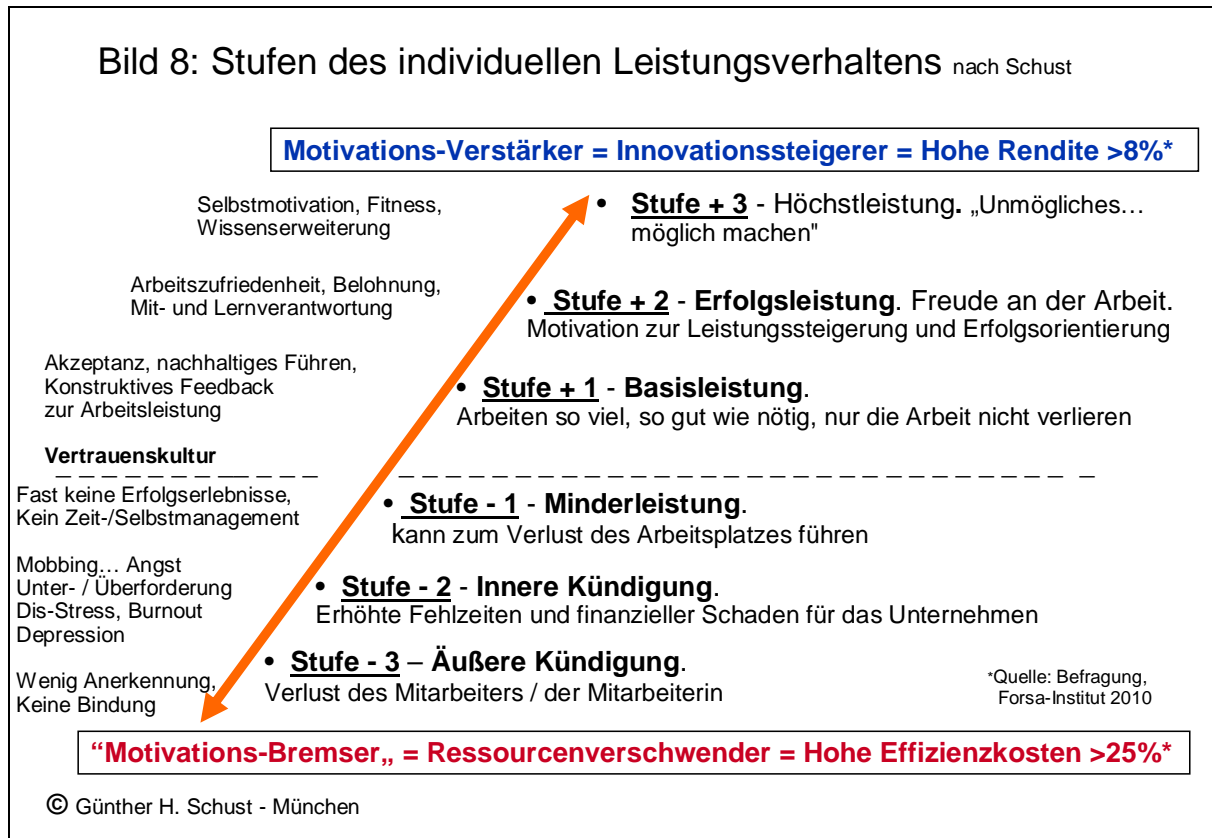 Bild 8: Stufen des individuellen Leistungsverhaltens nach Schust
Motivations-Verstärker = Innovationssteigerer = Hohe Rendite >8%*
Selbstmotivation, Fitness,
Wissenserweiterung
• Stufe + 3 - Höchstleistung. „Unmögliches…
möglich machen"
Arbeitszufriedenheit, Belohnung,
Mit- und Lernverantwortung
• Stufe + 2 - Erfolgsleistung. Freude an der Arbeit.
Motivation zur Leistungssteigerung und Erfolgsorientierung
Akzeptanz, nachhaltiges Führen,
Konstruktives Feedback
zur Arbeitsleistung
• Stufe + 1 - Basisleistung.
Arbeiten so viel, so gut wie nötig, nur die Arbeit nicht verlieren
Vertrauenskultur
Fast keine Erfolgserlebnisse,
Kein Zeit-/Selbstmanagement
• Stufe - 1 - Minderleistung.
kann zum Verlust des Arbeitsplatzes führen
Mobbing… Angst
Unter- / Überforderung
Dis-Stress, Burnout
Depression
• Stufe - 2 - Innere Kündigung.
Erhöhte Fehlzeiten und finanzieller Schaden für das Unternehmen
Wenig Anerkennung,
Keine Bindung
• Stufe - 3 – Äußere Kündigung.
Verlust des Mitarbeiters / der Mitarbeiterin
*Quelle: Befragung,
Forsa-Institut 2010
“Motivations-Bremser„ = Ressourcenverschwender = Hohe Effizienzkosten >25%*
© Günther H. Schust - München